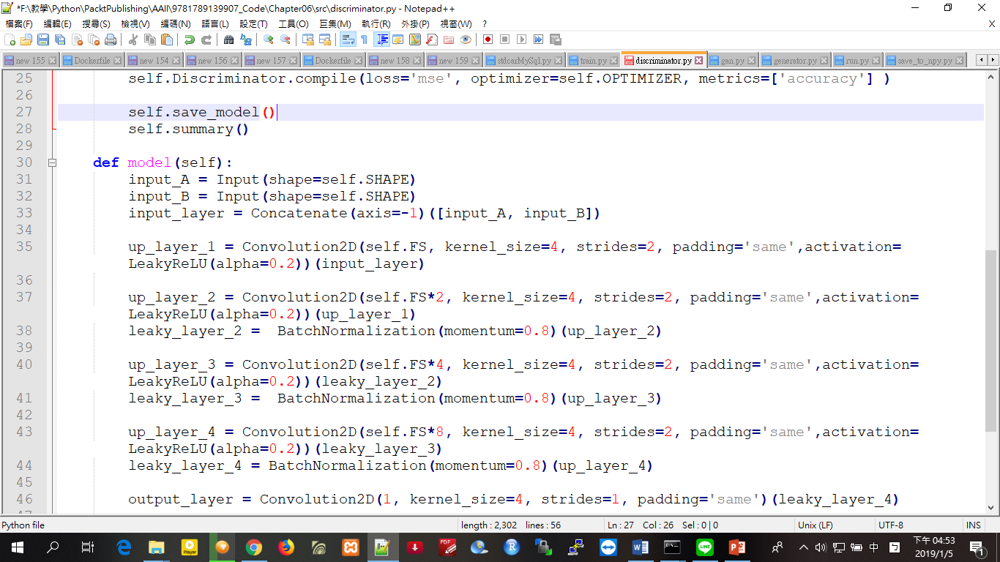 *F:\教學\Python\PacktPublishing\AAII\9781789139907_Code\Chapter06\src\discriminator.py - Notepad++
檔案(F) 編輯(E) 搜尋(S) 檢視(V) 編碼(N) 語言(L) 設定(T) 工具(O) 巨集(M) 執行(R) 外掛(P) 視窗(W) ? X
new 155 Dockerfile new 154 new 156 new 157 Dockerfile new 158 new 159 stdcarMySql.py train.py discriminator.py gan.py generator.py run.py save_to_npy.py
25 self.Discriminator.compile(loss='mse', optimizer=self.OPTIMIZER, metrics=['accuracy'] )
26
27 self.save_model()
28 self.summary()
29
30 def model(self):
31 input_A = Input(shape=self.SHAPE)
32 input_B = Input(shape=self.SHAPE)
33 input_layer = Concatenate(axis=-1)([input_A, input_B])
34
35 up_layer_1 = Convolution2D(self.FS, kernel_size=4, strides=2, padding='same',activation=
LeakyReLU(alpha=0.2))(input_layer)
36
37 up_layer_2 = Convolution2D(self.FS*2, kernel_size=4, strides=2, padding='same',activation=
LeakyReLU(alpha=0.2))(up_layer_1)
38 leaky_layer_2 =  BatchNormalization(momentum=0.8)(up_layer_2)
39
40 up_layer_3 = Convolution2D(self.FS*4, kernel_size=4, strides=2, padding='same',activation=
LeakyReLU(alpha=0.2))(leaky_layer_2)
41 leaky_layer_3 =  BatchNormalization(momentum=0.8)(up_layer_3)
42
43 up_layer_4 = Convolution2D(self.FS*8, kernel_size=4, strides=2, padding='same',activation=
LeakyReLU(alpha=0.2))(leaky_layer_3)
44 leaky_layer_4 = BatchNormalization(momentum=0.8)(up_layer_4)
45
46 output_layer = Convolution2D(1, kernel_size=4, strides=1, padding='same')(leaky_layer_4)
Python file length : 2,302 lines : 56 Ln : 27 Col : 26 Sel : 0 | 0 Unix (LF) UTF-8 INS
中 下午 04:53
2019/1/5